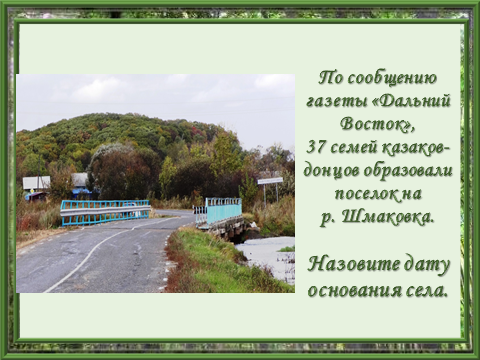 По сообщению
газеты «Дальний
Восток»,
37 семей казаков-
донцов образовали
поселок на
р. Шмаковка.
Назовите дату
основания села.